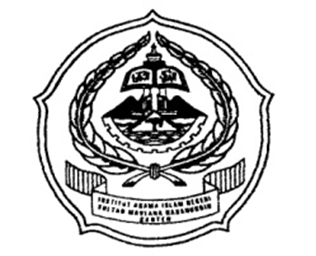 INSTITUT AGAMA ISLAM NEGERI
SULTAN MAULANA HASANUDDIN
BANTEN